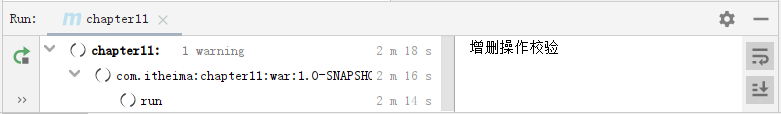 Run: m chapter11
chapter11: 1 warning 2 m 18 s
com.itheima:chapter11:war:1.0-SNAPSHO 2 m 16 s
run 2 m 14 s
增删操作校验